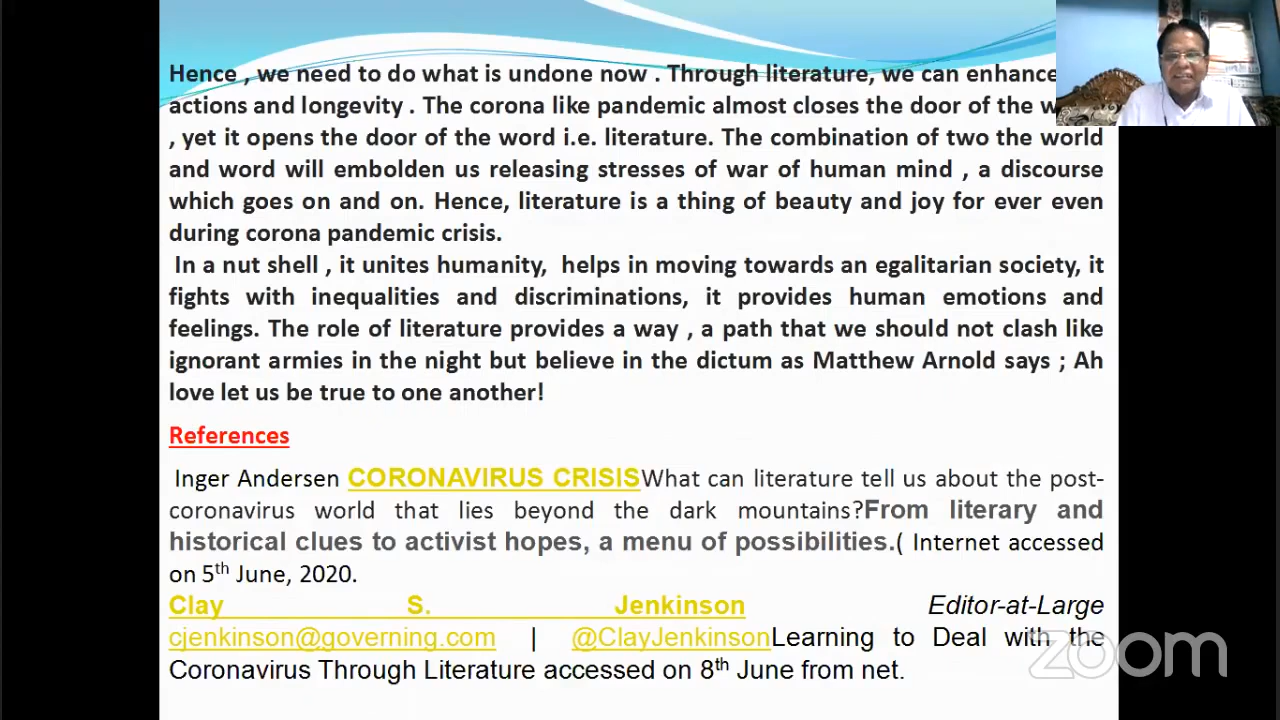 Hence , we need to do what is undone now . Through literature, we can enhance
actions and longevity . The corona like pandemic almost closes the door of the
, yet it opens the door of the word i.e. literature. The combination of two the world
and word will embolden us releasing stresses of war of human mind , a discourse
which goes on and on. Hence, literature is a thing of beauty and joy for ever even
during corona pandemic crisis.
In a nut shell , it unites humanity, helps in moving towards an egalitarian society, it
fights with inequalities and discriminations, it provides human emotions and
feelings. The role of literature provides a way , a path that we should not clash like
ignorant armies in the night but believe in the dictum as Matthew Arnold says ; Ah
love let us be true to one another!
References
Inger Andersen CORONAVIRUS CRISISWhat can literature tell us about the post-
coronavirus world that lies beyond the dark mountains?From literary and
historical clues to activist hopes, a menu of possibilities.( Internet accessed
on 5th June, 2020.
Clay S. Jenkinson Editor-at-Large
cjenkinson@governing.com | @ClayJenkinsonLearning to Deal with the
Coronavirus Through Literature accessed on 8th June from net.
zoom